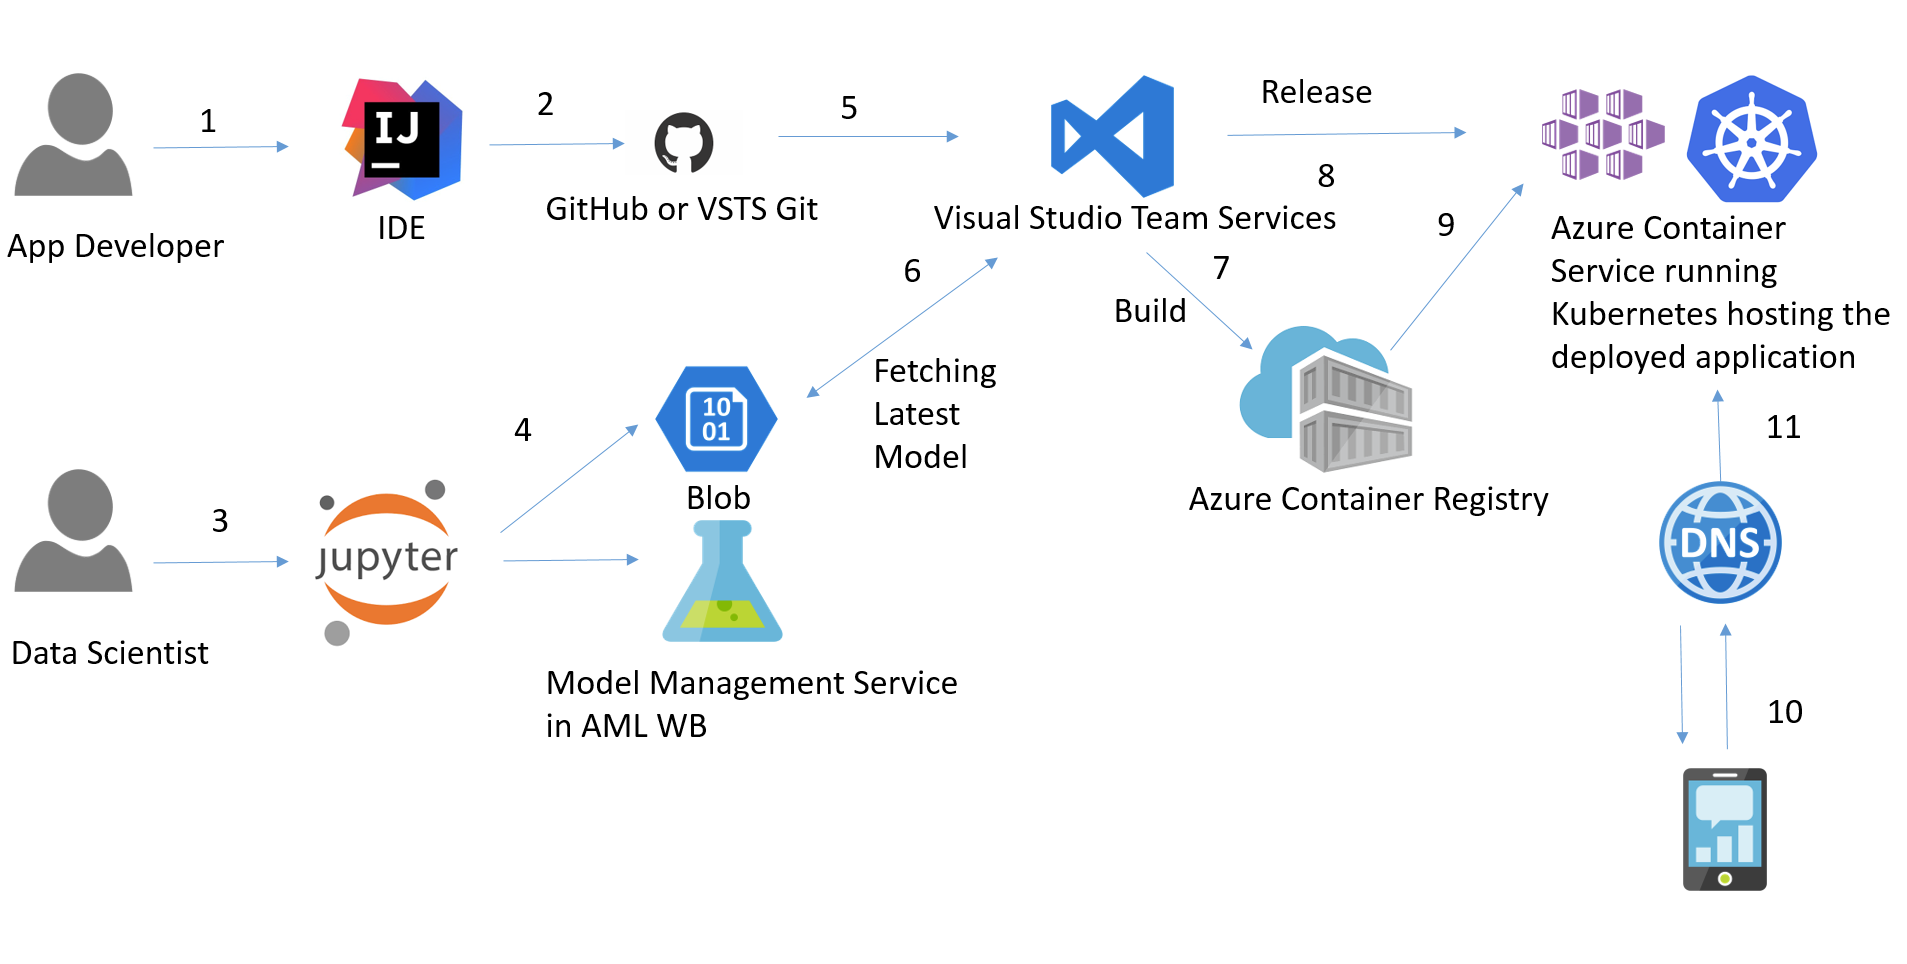 1
2
5
Release
8
IJ
IDE
GitHub or VSTS Git
Visual Studio Team Services
App Developer
9
Azure Container
Service running
Kubernetes hosting the
deployed application
6
7
Build
Fetching
Latest
Model
4
10
01
Blob
3
jupyter
Data Scientist
Model Management Service
in AML WB
Azure Container Registry
11
DNS
10